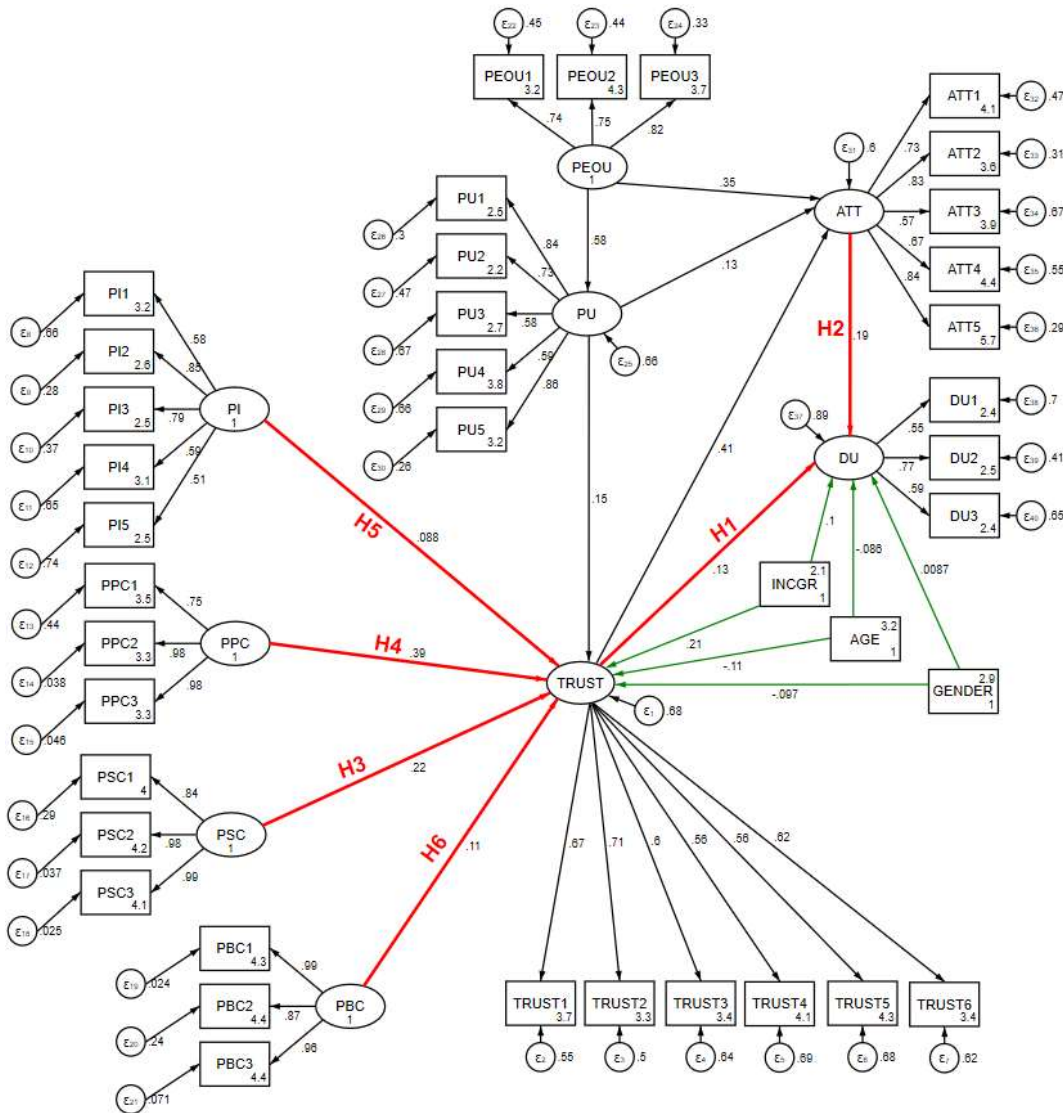 ε22 .45
ε23 .44
ε24 .33
PEOU1
3.2
PEOU2
4.3
PEOU3
3.7
.74
.75
.82
PEOU
1
.35
.58
ε31 .6
ATT
ATT1
4.1
ε32 .47
ATT2
3.6
ε33 .31
ATT3
3.9
ε34 .67
ATT4
4.4
ε35 .55
ATT5
5.7
ε36 .29
.73
.83
.57
.67
.84
PU1
2.5
ε26 .3
PU2
2.2
ε27 .47
PU3
2.7
ε28 .67
PU4
3.8
ε29 .66
PU5
3.2
ε30 .26
.84
.73
.58
.59
.86
PU
ε25 .66
.13
.15
.41
H2
.19
ε37 .89
DU
DU1
2.4
ε38 .7
DU2
2.5
ε39 .41
DU3
2.4
ε40 .65
.55
.77
.59
PI1
3.2
ε8 .66
PI2
2.6
ε9 .28
PI3
2.5
ε10 .37
PI4
3.1
ε11 .65
PI5
2.5
ε12 .74
.58
.85
.79
.59
.51
PI
1
H5
.088
H1
.13
.1
-.086
.0087
INCGR
2.1
1
AGE
3.2
1
GENDER
2.9
1
.21
-.11
-.097
PPC1
3.5
ε13 .44
PPC2
3.3
ε14 .038
PPC3
3.3
ε15 .046
.75
.98
.98
PPC
1
H4
.39
TRUST
ε1 .68
PSC1
4
ε16 .29
PSC2
4.2
ε17 .037
PSC3
4.1
ε18 .025
.84
.98
.99
PSC
1
H3
.22
H6
.11
PBC1
4.3
ε19 .024
PBC2
4.4
ε20 .24
PBC3
4.4
ε21 .071
.99
.87
.96
PBC
1
.67
.71
.6
.56
.56
.62
TRUST1
3.7
TRUST2
3.3
TRUST3
3.4
TRUST4
4.1
TRUST5
4.3
TRUST6
3.4
ε2 .55
ε3 .5
ε4 .64
ε5 .69
ε6 .68
ε7 .62